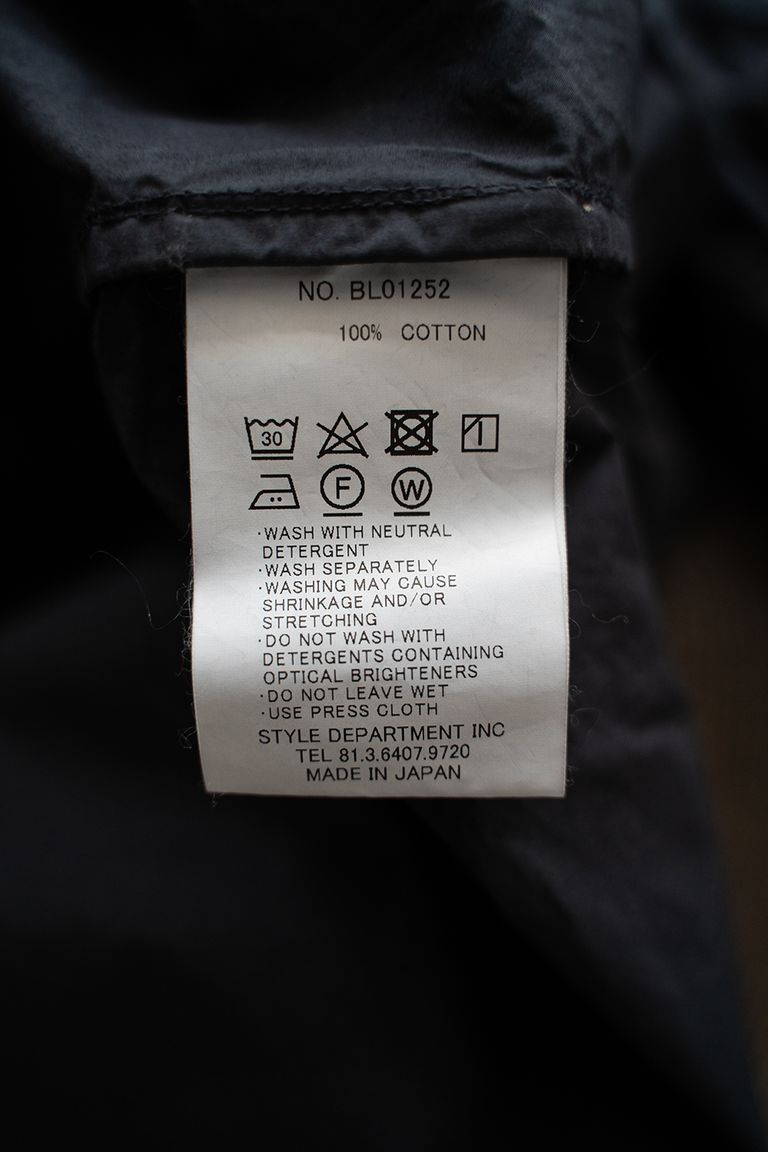 NO. BL01252
100% COTTON
30
F W
·WASH WITH NEUTRAL
DETERGENT
·WASH SEPARATELY
·WASHING MAY CAUSE
SHRINKAGE AND/OR
STRETCHING
·DO NOT WASH WITH
DETERGENTS CONTAINING
OPTICAL BRIGHTENERS
·DO NOT LEAVE WET
·USE PRESS CLOTH
STYLE DEPARTMENT INC
TEL 81.3.6407.9720
MADE IN JAPAN